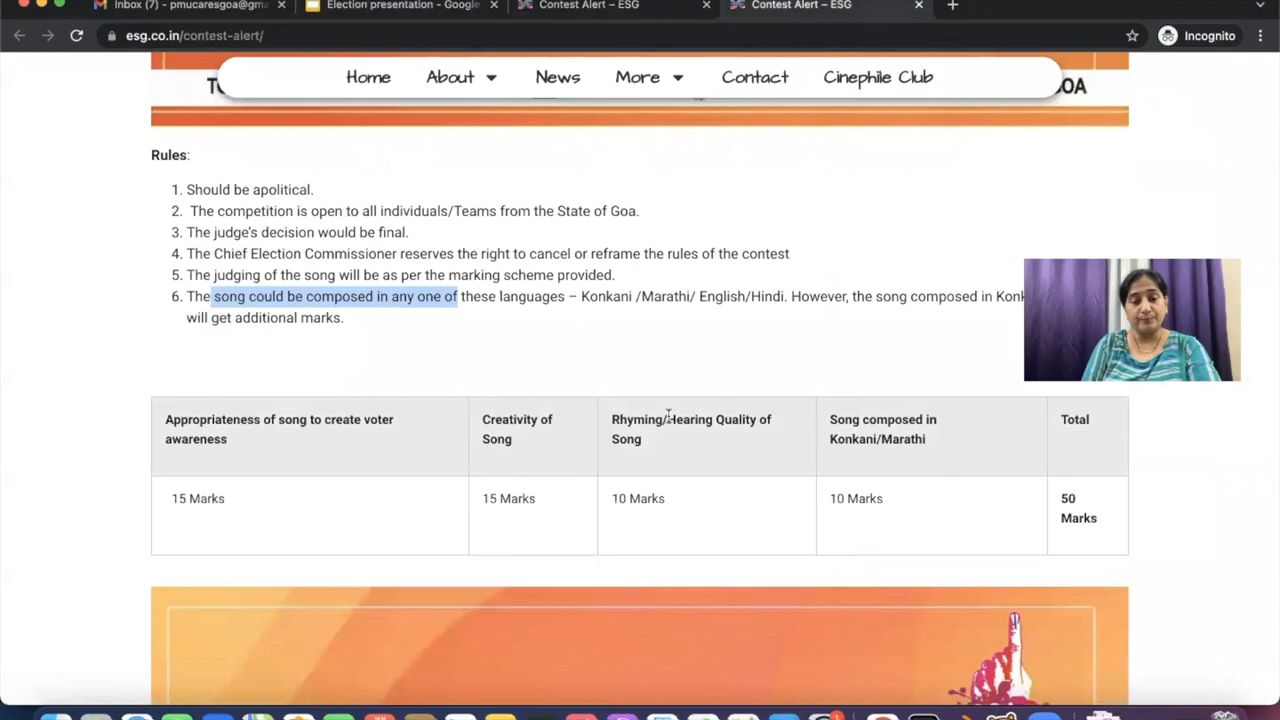 Inbox (7) - pmucaresgoa@gma
Election presentation - Google
Contest Alert – ESG
Contest Alert – ESG
esg.co.in/contest-alert/
Incognito
Home About News More Contact Cinephile Club
OA
Rules:
1. Should be apolitical.
2. The competition is open to all individuals/Teams from the State of Goa.
3. The judge's decision would be final.
4. The Chief Election Commissioner reserves the right to cancel or reframe the rules of the contest
5. The judging of the song will be as per the marking scheme provided.
6. The song could be composed in any one of these languages – Konkani /Marathi/ English/Hindi. However, the song composed in Konk
will get additional marks.
Appropriateness of song to create voter
awareness
Creativity of
Song
Rhyming/Hearing Quality of
Song
Song composed in
Konkani/Marathi
Total
15 Marks
15 Marks
10 Marks
10 Marks
50
Marks